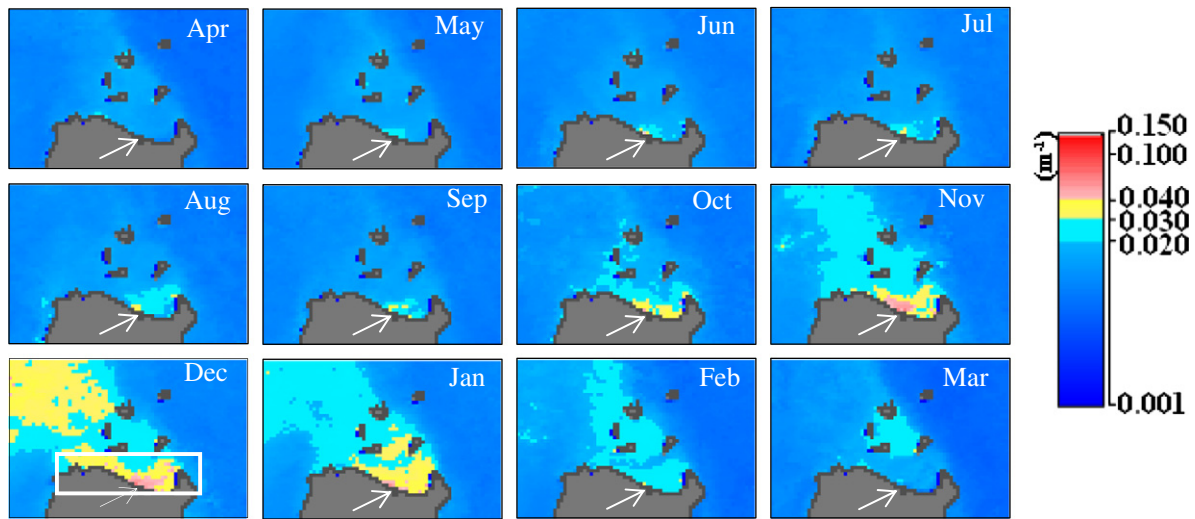 Apr
May
Jun
Jul
Aug
Sep
Oct
Nov
Dec
Jan
Feb
Mar
(m⁻¹)
0.150
0.100
0.040
0.030
0.020
0.001